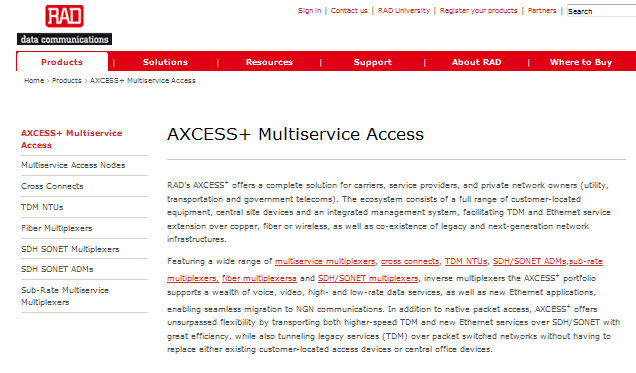 RAD
data communications
Sign in | Contact us | RAD University | Register your products | Partners | Search
Products | Solutions | Resources | Support | About RAD | Where to Buy
Home › Products › AXCESS+ Multiservice Access
AXCESS+ Multiservice
Access
Multiservice Access Nodes
Cross Connects
TDM NTUs
Fiber Multiplexers
SDH SONET Multiplexers
SDH SONET ADMs
Sub-Rate Multiservice
Multiplexers
AXCESS+ Multiservice Access
RAD's AXCESS+ offers a complete solution for carriers, service providers, and private network owners (utility,
transportation and government telecoms). The ecosystem consists of a full range of customer-located
equipment, central site devices and an integrated management system, facilitating TDM and Ethernet service
extension over copper, fiber or wireless, as well as co-existence of legacy and next-generation network
infrastructures.
Featuring a wide range of multiservice multiplexers, cross connects, TDM NTUs, SDH/SONET ADMs,sub-rate
multiplexers, fiber multiplexersa and SDH/SONET multiplexers, inverse multiplexers the AXCESS+ portfolio
supports a wealth of voice, video, high- and low-rate data services, as well as new Ethernet applications,
enabling seamless migration to NGN communications. In addition to native packet access, AXCESS+ offers
unsurpassed flexibility by transporting both higher-speed TDM and new Ethernet services over SDH/SONET with
great efficiency, while also tunneling legacy services (TDM) over packet switched networks without having to
replace either existing customer-located access devices or central office devices.